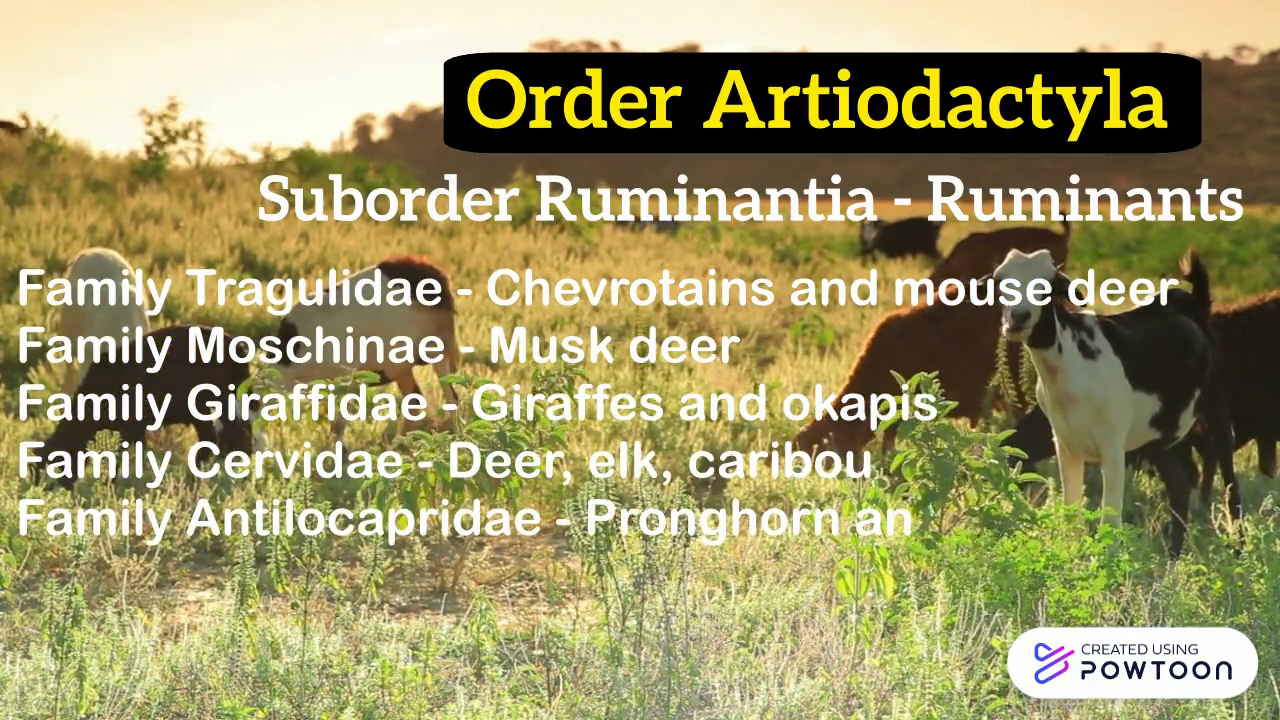 Order Artiodactyla
Suborder Ruminantia - Ruminants
Family Tragulidae - Chevrotains and mouse deer
Family Moschinae - Musk deer
Family Giraffidae - Giraffes and okapis
Family Cervidae - Deer, elk, caribou
Family Antilocapridae - Pronghorn an
CREATED USING
POWTOON